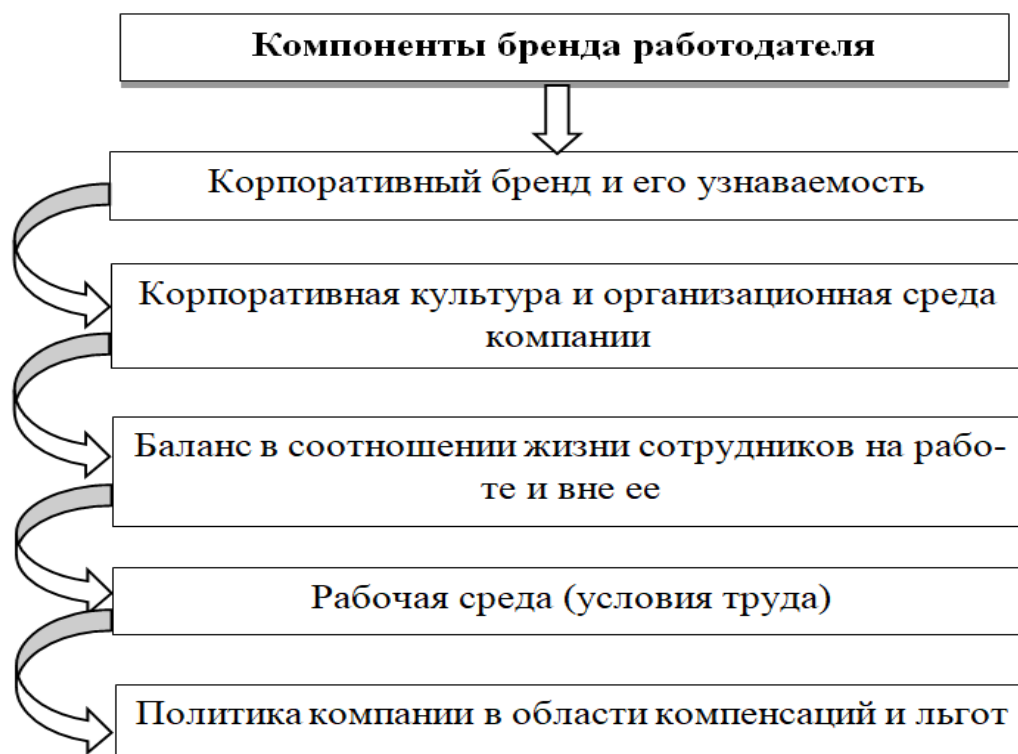 Компоненты бренда работодателя
Корпоративный бренд и его узнаваемость
Корпоративная культура и организационная среда
компании
Баланс в соотношении жизни сотрудников на рабо-
те и вне ее
Рабочая среда (условия труда)
Политика компании в области компенсаций и льгот